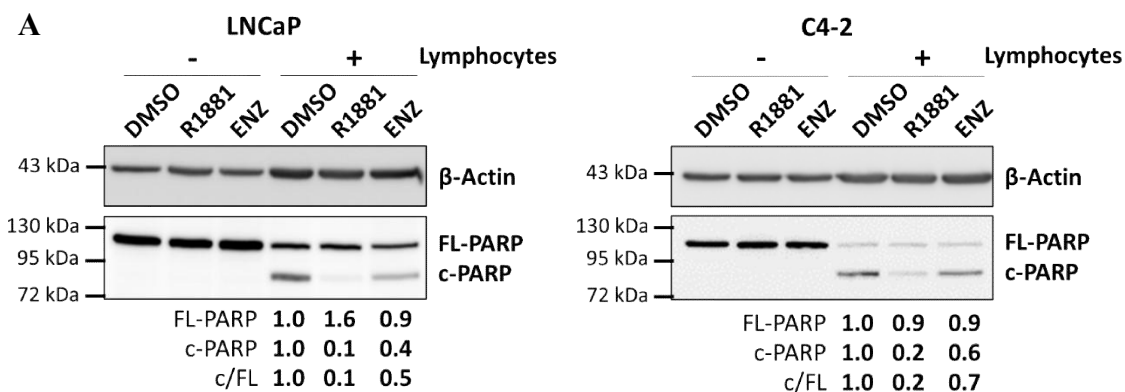 A
LNCaP
- + Lymphocytes
DMSO R1881 ENZ DMSO R1881 ENZ
43 kDa β-Actin
130 kDa FL-PARP
95 kDa c-PARP
72 kDa
FL-PARP 1.0 1.6 0.9
c-PARP 1.0 0.1 0.4
c/FL 1.0 0.1 0.5
C4-2
- + Lymphocytes
DMSO R1881 ENZ DMSO R1881 ENZ
43 kDa β-Actin
130 kDa FL-PARP
95 kDa c-PARP
72 kDa
FL-PARP 1.0 0.9 0.9
c-PARP 1.0 0.2 0.6
c/FL 1.0 0.2 0.7